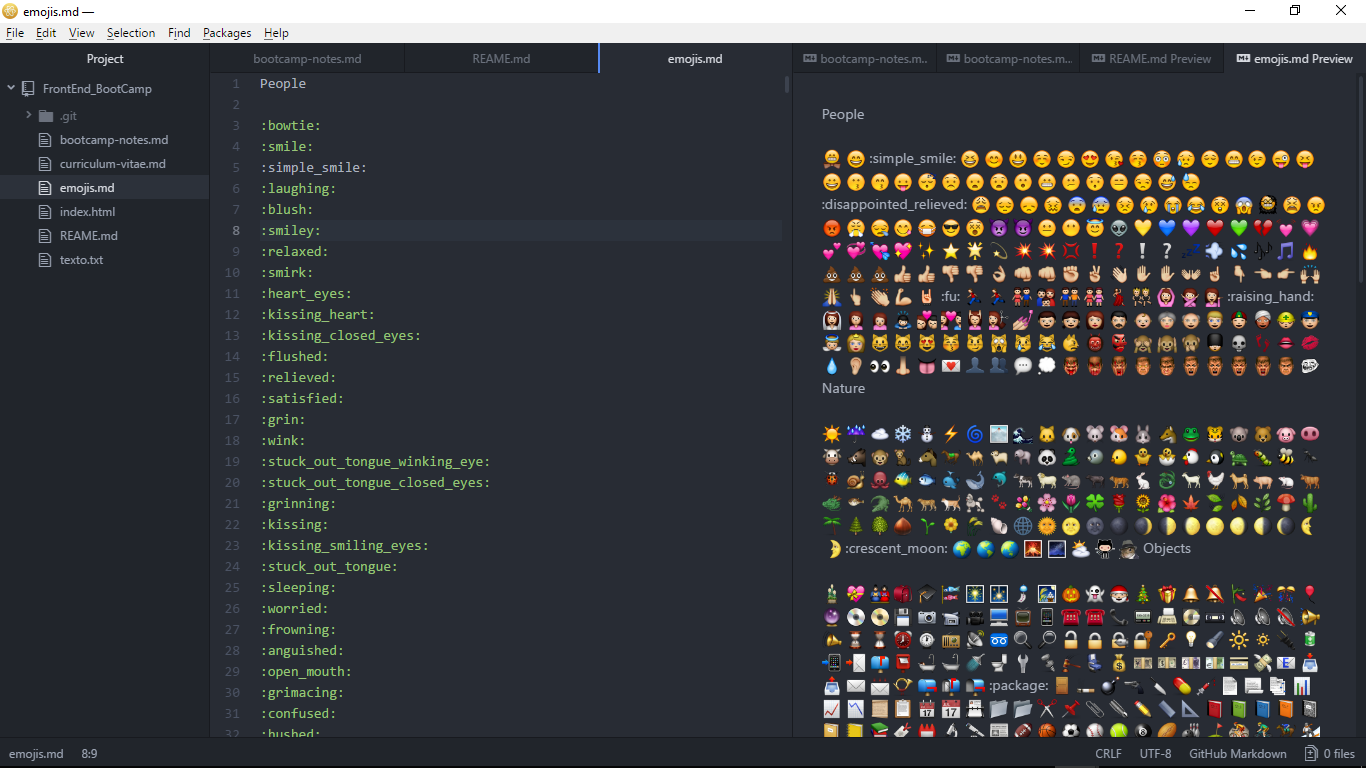 emojis.md —
File Edit View Selection Find Packages Help
Project
FrontEnd_BootCamp
.git
bootcamp-notes.md
curriculum-vitae.md
emojis.md
index.html
REAME.md
texto.txt
bootcamp-notes.md REAME.md emojis.md
1 People
2
3 :bowtie:
4 :smile:
5 :simple_smile:
6 :laughing:
7 :blush:
8 :smiley:
9 :relaxed:
10 :smirk:
11 :heart_eyes:
12 :kissing_heart:
13 :kissing_closed_eyes:
14 :flushed:
15 :relieved:
16 :satisfied:
17 :grin:
18 :wink:
19 :stuck_out_tongue_winking_eye:
20 :stuck_out_tongue_closed_eyes:
21 :grinning:
22 :kissing:
23 :kissing_smiling_eyes:
24 :stuck_out_tongue:
25 :sleeping:
26 :worried:
27 :frowning:
28 :anguished:
29 :open_mouth:
30 :grimacing:
31 :confused:
32 :hushed:
bootcamp-notes.m.. bootcamp-notes.m... REAME.md Preview emojis.md Preview
People
:simple_smile:
:disappointed_relieved:
:fu: :raising_hand:
Nature
:crescent_moon: Objects
:package:
emojis.md 8:9
CRLF UTF-8 GitHub Markdown 0 files